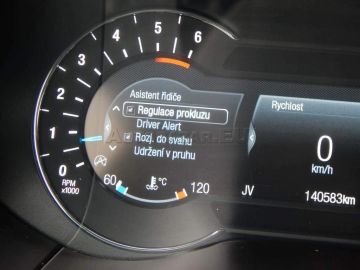 5
6
4
3
2
1
0
RPM
x1000
Asistent řidiče
Regulace prokluzu
Driver Alert
Rozj. do svahu
Udržení v pruhu
60
°C
120
Rychlost
0
km/h
JV
140583km